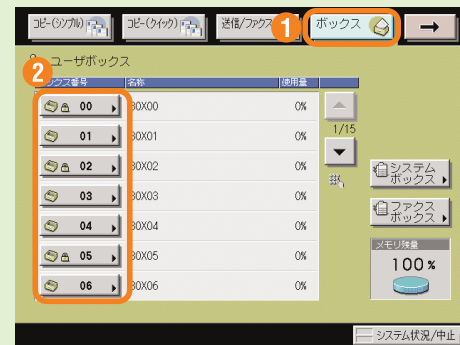 コピー(シンプル)
コピー(クイック)
送信/ファクス
1
ボックス
→
2
ユーザボックス
ボックス番号 名称 使用量
00 BOX00 0%
01 BOX01 0%
02 BOX02 0%
03 BOX03 0%
04 BOX04 0%
05 BOX05 0%
06 BOX06 0%
1/15
システム
ボックス
ファクス
ボックス
メモリ残量
100%
システム状況/中止